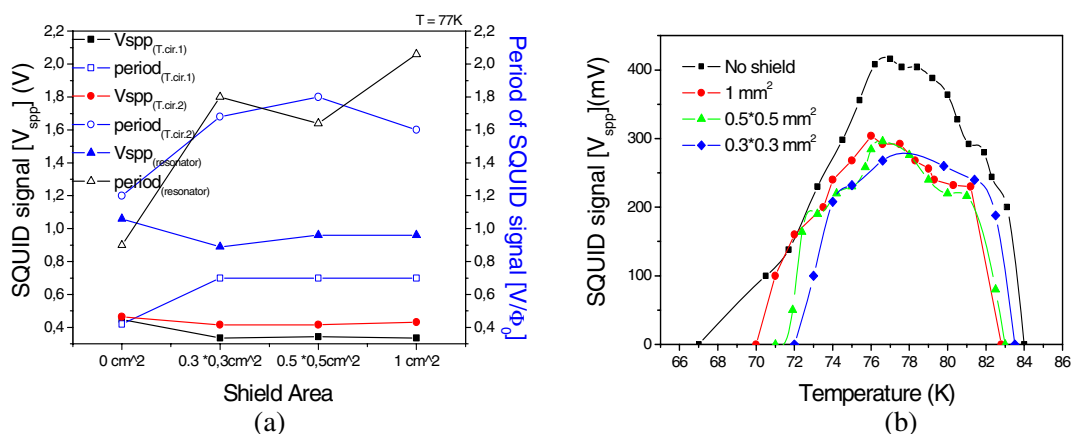 T = 77K
SQUID signal [Vspp] (V)
2,2
2,0
1,8
1,6
1,4
1,2
1,0
0,8
0,6
0,4
Vspp(T.cir.1)
period(T.cir.1)
Vspp(T.cir.2)
period(T.cir.2)
Vspp(resonator)
period(resonator)
2,2
2,0
1,8
1,6
1,4
1,2
1,0
0,8
0,6
0,4
Period of SQUID signal [V/Φ0]
0 cm^2 0.3 *0,3cm^2 0.5 *0,5cm^2 1 cm^2
Shield Area
(a)
SQUID signal [Vspp](mV)
400
300
200
100
0
No shield
1 mm²
0.5*0.5 mm²
0.3*0.3 mm²
66 68 70 72 74 76 78 80 82 84 86
Temperature (K)
(b)